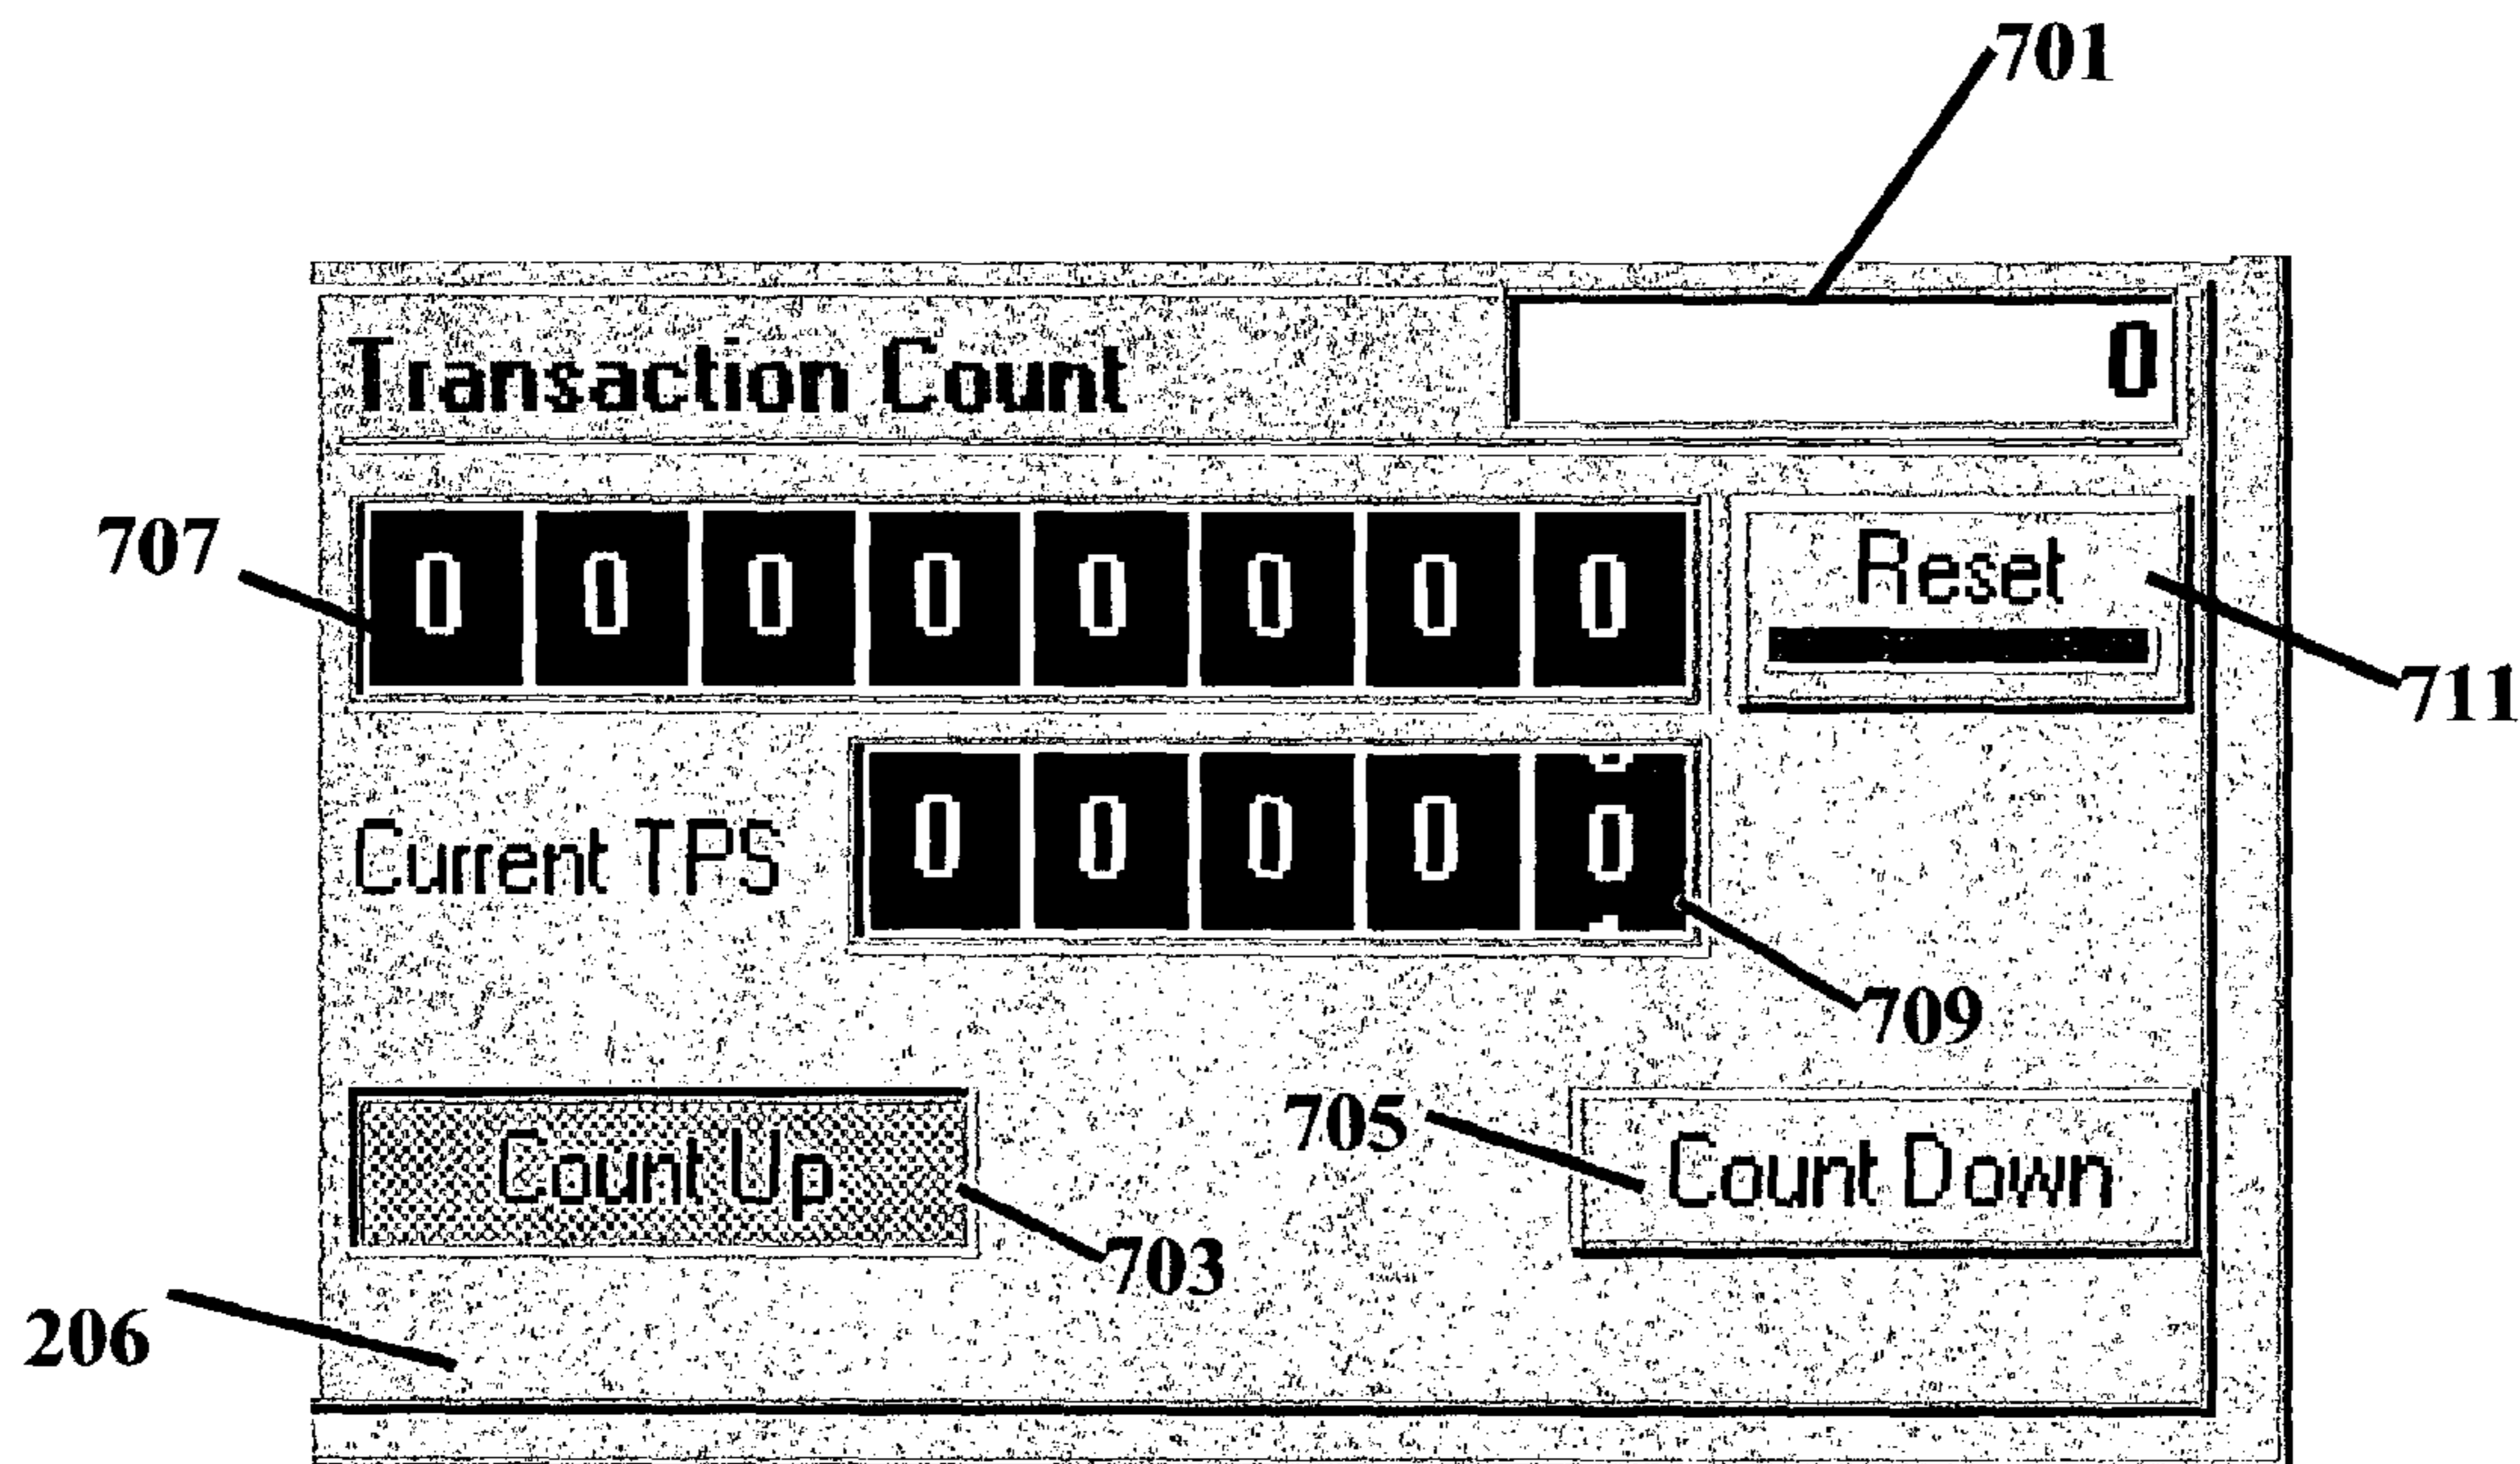 701
Transaction Count 0
707 0 0 0 0 0 0 0 0 Reset
711
Current TPS 0 0 0 0 0
709
705
Count Up Count Down
703
206